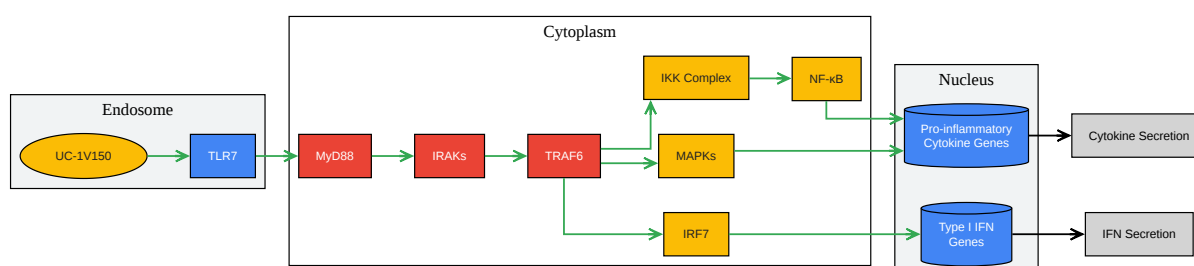 Cytoplasm
IKK Complex
NF-κB
Nucleus
Endosome
Pro-inflammatory
Cytokine Genes
Cytokine Secretion
UC-1V150
TLR7
MyD88
IRAKs
TRAF6
MAPKs
IRF7
Type I IFN
Genes
IFN Secretion